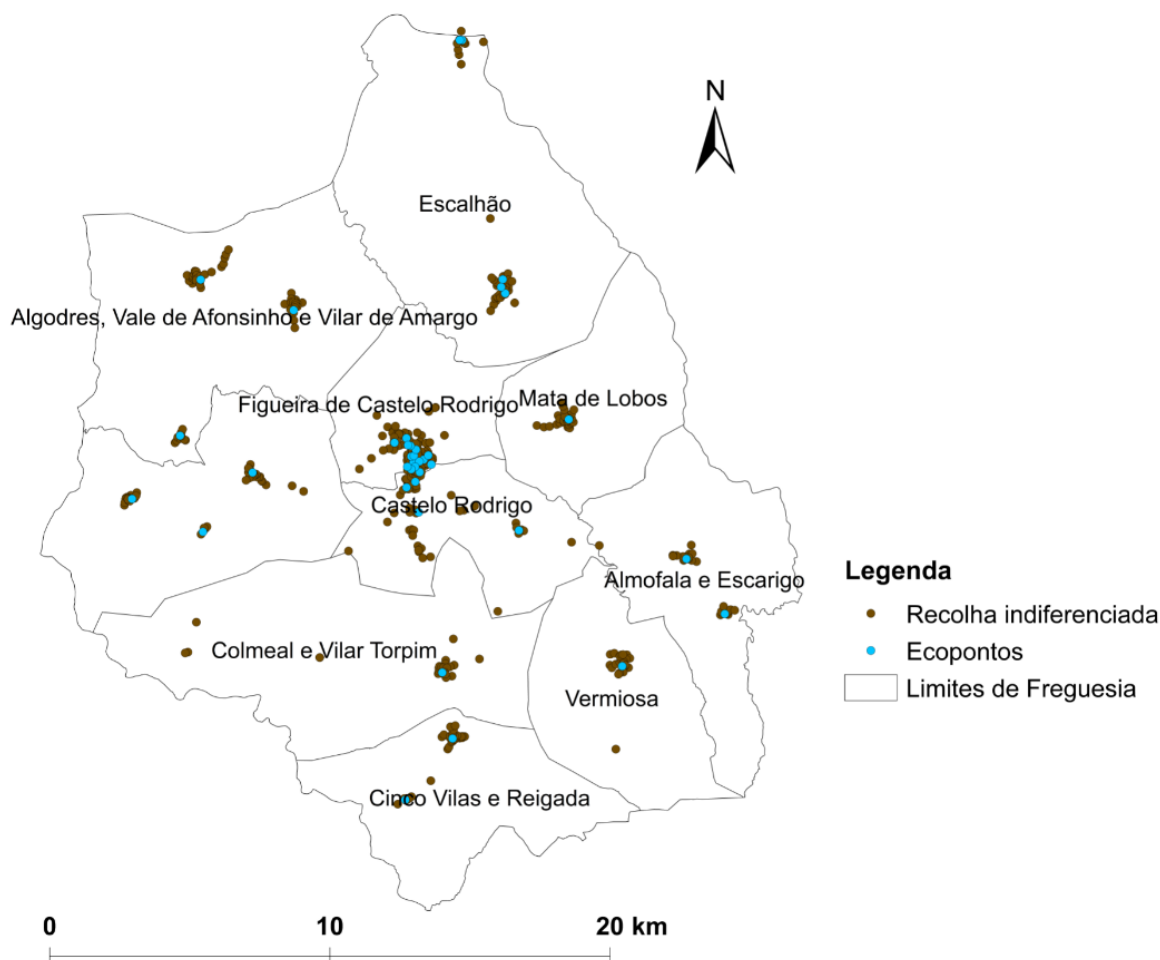 N
Escalhão
Algodres, Vale de Afonsinho e Vilar de Amargo
Figueira de Castelo Rodrigo
Mata de Lobos
Castelo Rodrigo
Almofala e Escarigo
Colmeal e Vilar Torpim
Vermiosa
Cinco Vilas e Reigada
Legenda
Recolha indiferenciada
Ecopontos
Limites de Freguesia
0 10 20 km